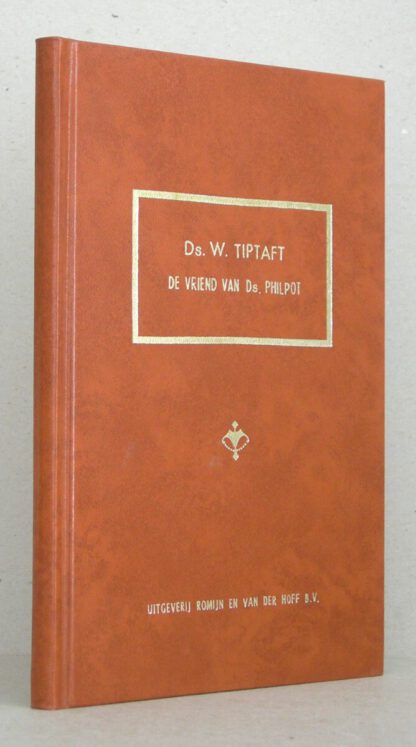 Ds. W. TIPTAFT
DE VRIEND VAN Ds. PHILPOT
UITGEVERIJ ROMIJN EN VAN DER HOFF B.V.